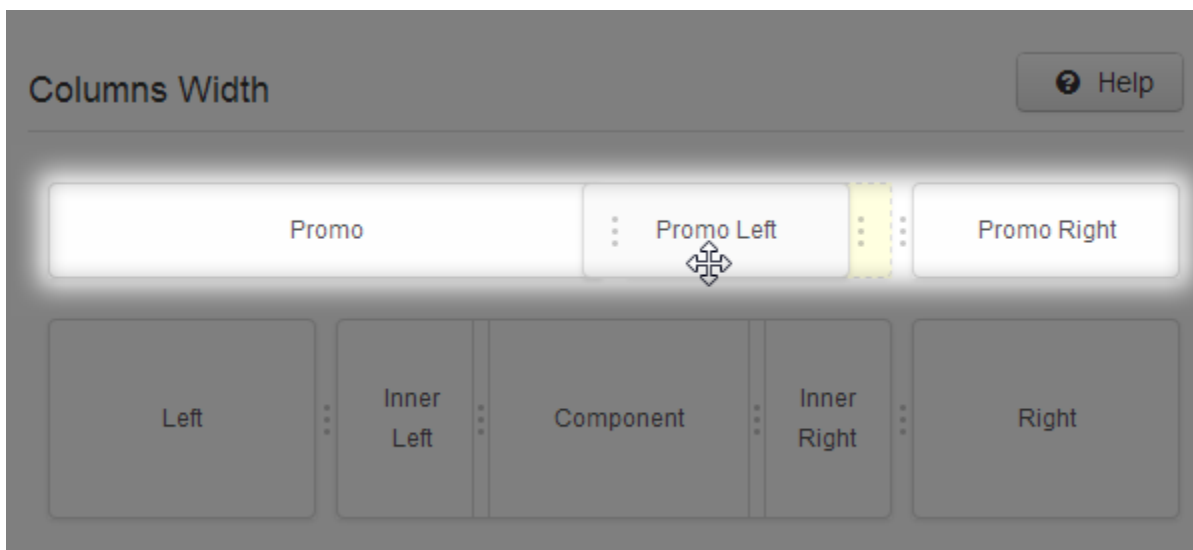 Columns Width
Help
Promo
Promo Left
Promo Right
Left
Inner
Left
Component
Inner
Right
Right